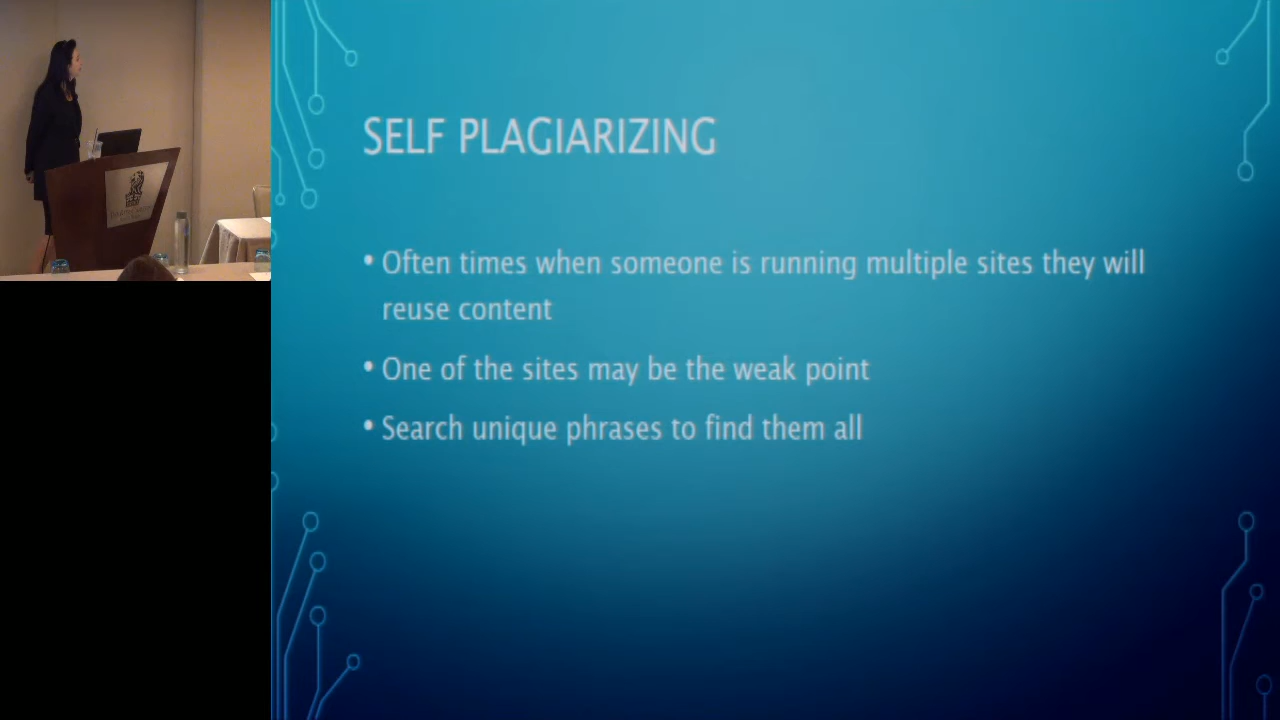 SELF PLAGIARIZING
• Often times when someone is running multiple sites they will
reuse content
• One of the sites may be the weak point
• Search unique phrases to find them all